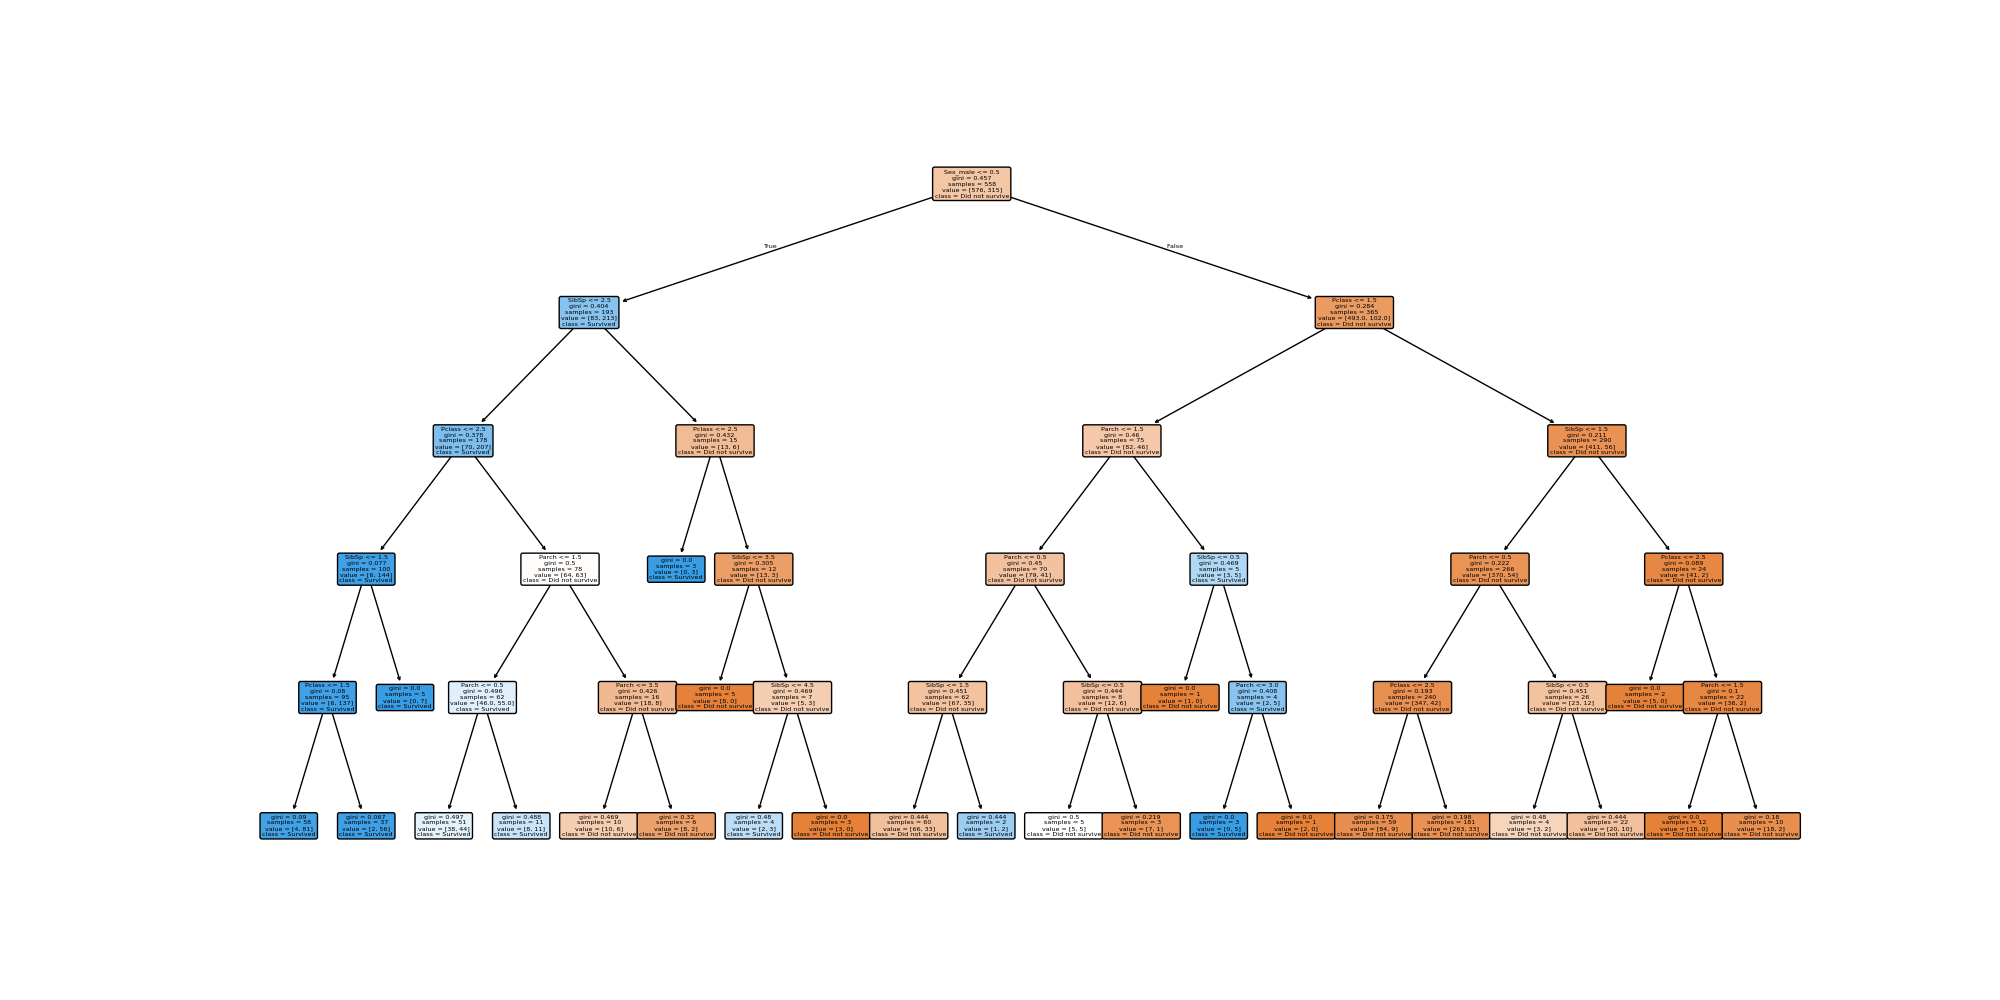 Sex_male <= 0.5
gini = 0.457
samples = 558
value = [576, 315]
class = Did not survive
True
False
SibSp <= 2.5
gini = 0.404
samples = 193
value = [83, 213]
class = Survived
Pclass <= 1.5
gini = 0.284
samples = 365
value = [493.0, 102.0]
class = Did not survive
Pclass <= 2.5
gini = 0.378
samples = 178
value = [70, 207]
class = Survived
Pclass <= 2.5
gini = 0.432
samples = 15
value = [13, 6]
class = Did not survive
Parch <= 1.5
gini = 0.46
samples = 75
value = [82, 46]
class = Did not survive
SibSp <= 1.5
gini = 0.211
samples = 290
value = [411, 56]
class = Did not survive
SibSp <= 1.5
gini = 0.077
samples = 100
value = [6, 144]
class = Survived
Parch <= 1.5
gini = 0.5
samples = 78
value = [64, 63]
class = Did not survive
gini = 0.0
samples = 3
value = [0, 3]
class = Survived
SibSp <= 3.5
gini = 0.305
samples = 12
value = [13, 3]
class = Did not survive
Parch <= 0.5
gini = 0.45
samples = 70
value = [79, 41]
class = Did not survive
SibSp <= 0.5
gini = 0.469
samples = 5
value = [3, 5]
class = Survived
Parch <= 0.5
gini = 0.222
samples = 266
value = [370, 54]
class = Did not survive
Pclass <= 2.5
gini = 0.089
samples = 24
value = [41, 2]
class = Did not survive
Pclass <= 1.5
gini = 0.08
samples = 95
value = [6, 137]
class = Survived
gini = 0.0
samples = 5
value = [0, 7]
class = Survived
Parch <= 0.5
gini = 0.496
samples = 62
value = [46.0, 55.0]
class = Survived
Parch <= 3.5
gini = 0.426
samples = 16
value = [18, 8]
class = Did not survive
gini = 0.0
samples = 5
value = [8, 0]
class = Did not survive
SibSp <= 4.5
gini = 0.469
samples = 7
value = [5, 3]
class = Did not survive
SibSp <= 1.5
gini = 0.451
samples = 62
value = [67, 35]
class = Did not survive
SibSp <= 0.5
gini = 0.444
samples = 8
value = [12, 6]
class = Did not survive
gini = 0.0
samples = 1
value = [1, 0]
class = Did not survive
Parch <= 3.0
gini = 0.408
samples = 4
value = [2, 5]
class = Survived
Pclass <= 2.5
gini = 0.193
samples = 240
value = [347, 42]
class = Did not survive
SibSp <= 0.5
gini = 0.451
samples = 26
value = [23, 12]
class = Did not survive
gini = 0.0
samples = 2
value = [5, 0]
class = Did not survive
Parch <= 1.5
gini = 0.1
samples = 22
value = [36, 2]
class = Did not survive
gini = 0.09
samples = 58
value = [4, 81]
class = Survived
gini = 0.067
samples = 37
value = [2, 56]
class = Survived
gini = 0.497
samples = 51
value = [38, 44]
class = Survived
gini = 0.488
samples = 11
value = [8, 11]
class = Survived
gini = 0.469
samples = 10
value = [10, 6]
class = Did not survive
gini = 0.32
samples = 6
value = [8, 2]
class = Did not survive
gini = 0.48
samples = 4
value = [2, 3]
class = Survived
gini = 0.0
samples = 3
value = [3, 0]
class = Did not survive
gini = 0.444
samples = 60
value = [66, 33]
class = Did not survive
gini = 0.444
samples = 2
value = [1, 2]
class = Survived
gini = 0.5
samples = 5
value = [5, 5]
class = Did not survive
gini = 0.219
samples = 3
value = [7, 1]
class = Did not survive
gini = 0.0
samples = 3
value = [0, 5]
class = Survived
gini = 0.0
samples = 1
value = [2, 0]
class = Did not survive
gini = 0.175
samples = 59
value = [84, 9]
class = Did not survive
gini = 0.198
samples = 181
value = [263, 33]
class = Did not survive
gini = 0.48
samples = 4
value = [3, 2]
class = Did not survive
gini = 0.444
samples = 22
value = [20, 10]
class = Did not survive
gini = 0.0
samples = 12
value = [18, 0]
class = Did not survive
gini = 0.18
samples = 10
value = [18, 2]
class = Did not survive